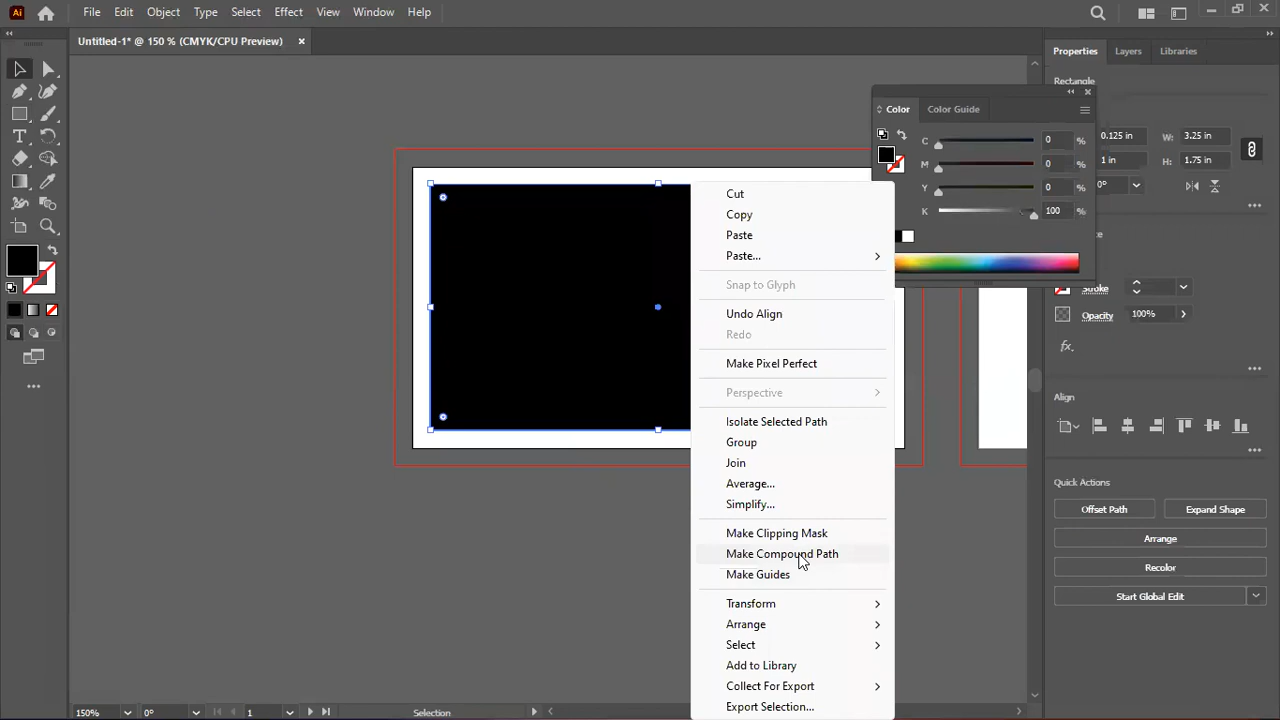 Ai File Edit Object Type Select Effect View Window Help
Untitled-1* @ 150 % (CMYK/CPU Preview)
Properties Layers Libraries
Rectangle
Color Color Guide
0.125 in W: 3.25 in
C 0 %
1 in H: 1.75 in
M 0 %
0°
Y 0 %
K 100 %
Stroke
Opacity 100%
fx.
Align
Quick Actions
Offset Path Expand Shape
Arrange
Recolor
Start Global Edit
Cut
Copy
Paste
Paste...
Snap to Glyph
Undo Align
Redo
Make Pixel Perfect
Perspective
Isolate Selected Path
Group
Join
Average...
Simplify...
Make Clipping Mask
Make Compound Path
Make Guides
Transform
Arrange
Select
Add to Library
Collect For Export
Export Selection...
150% 0° 1 Selection